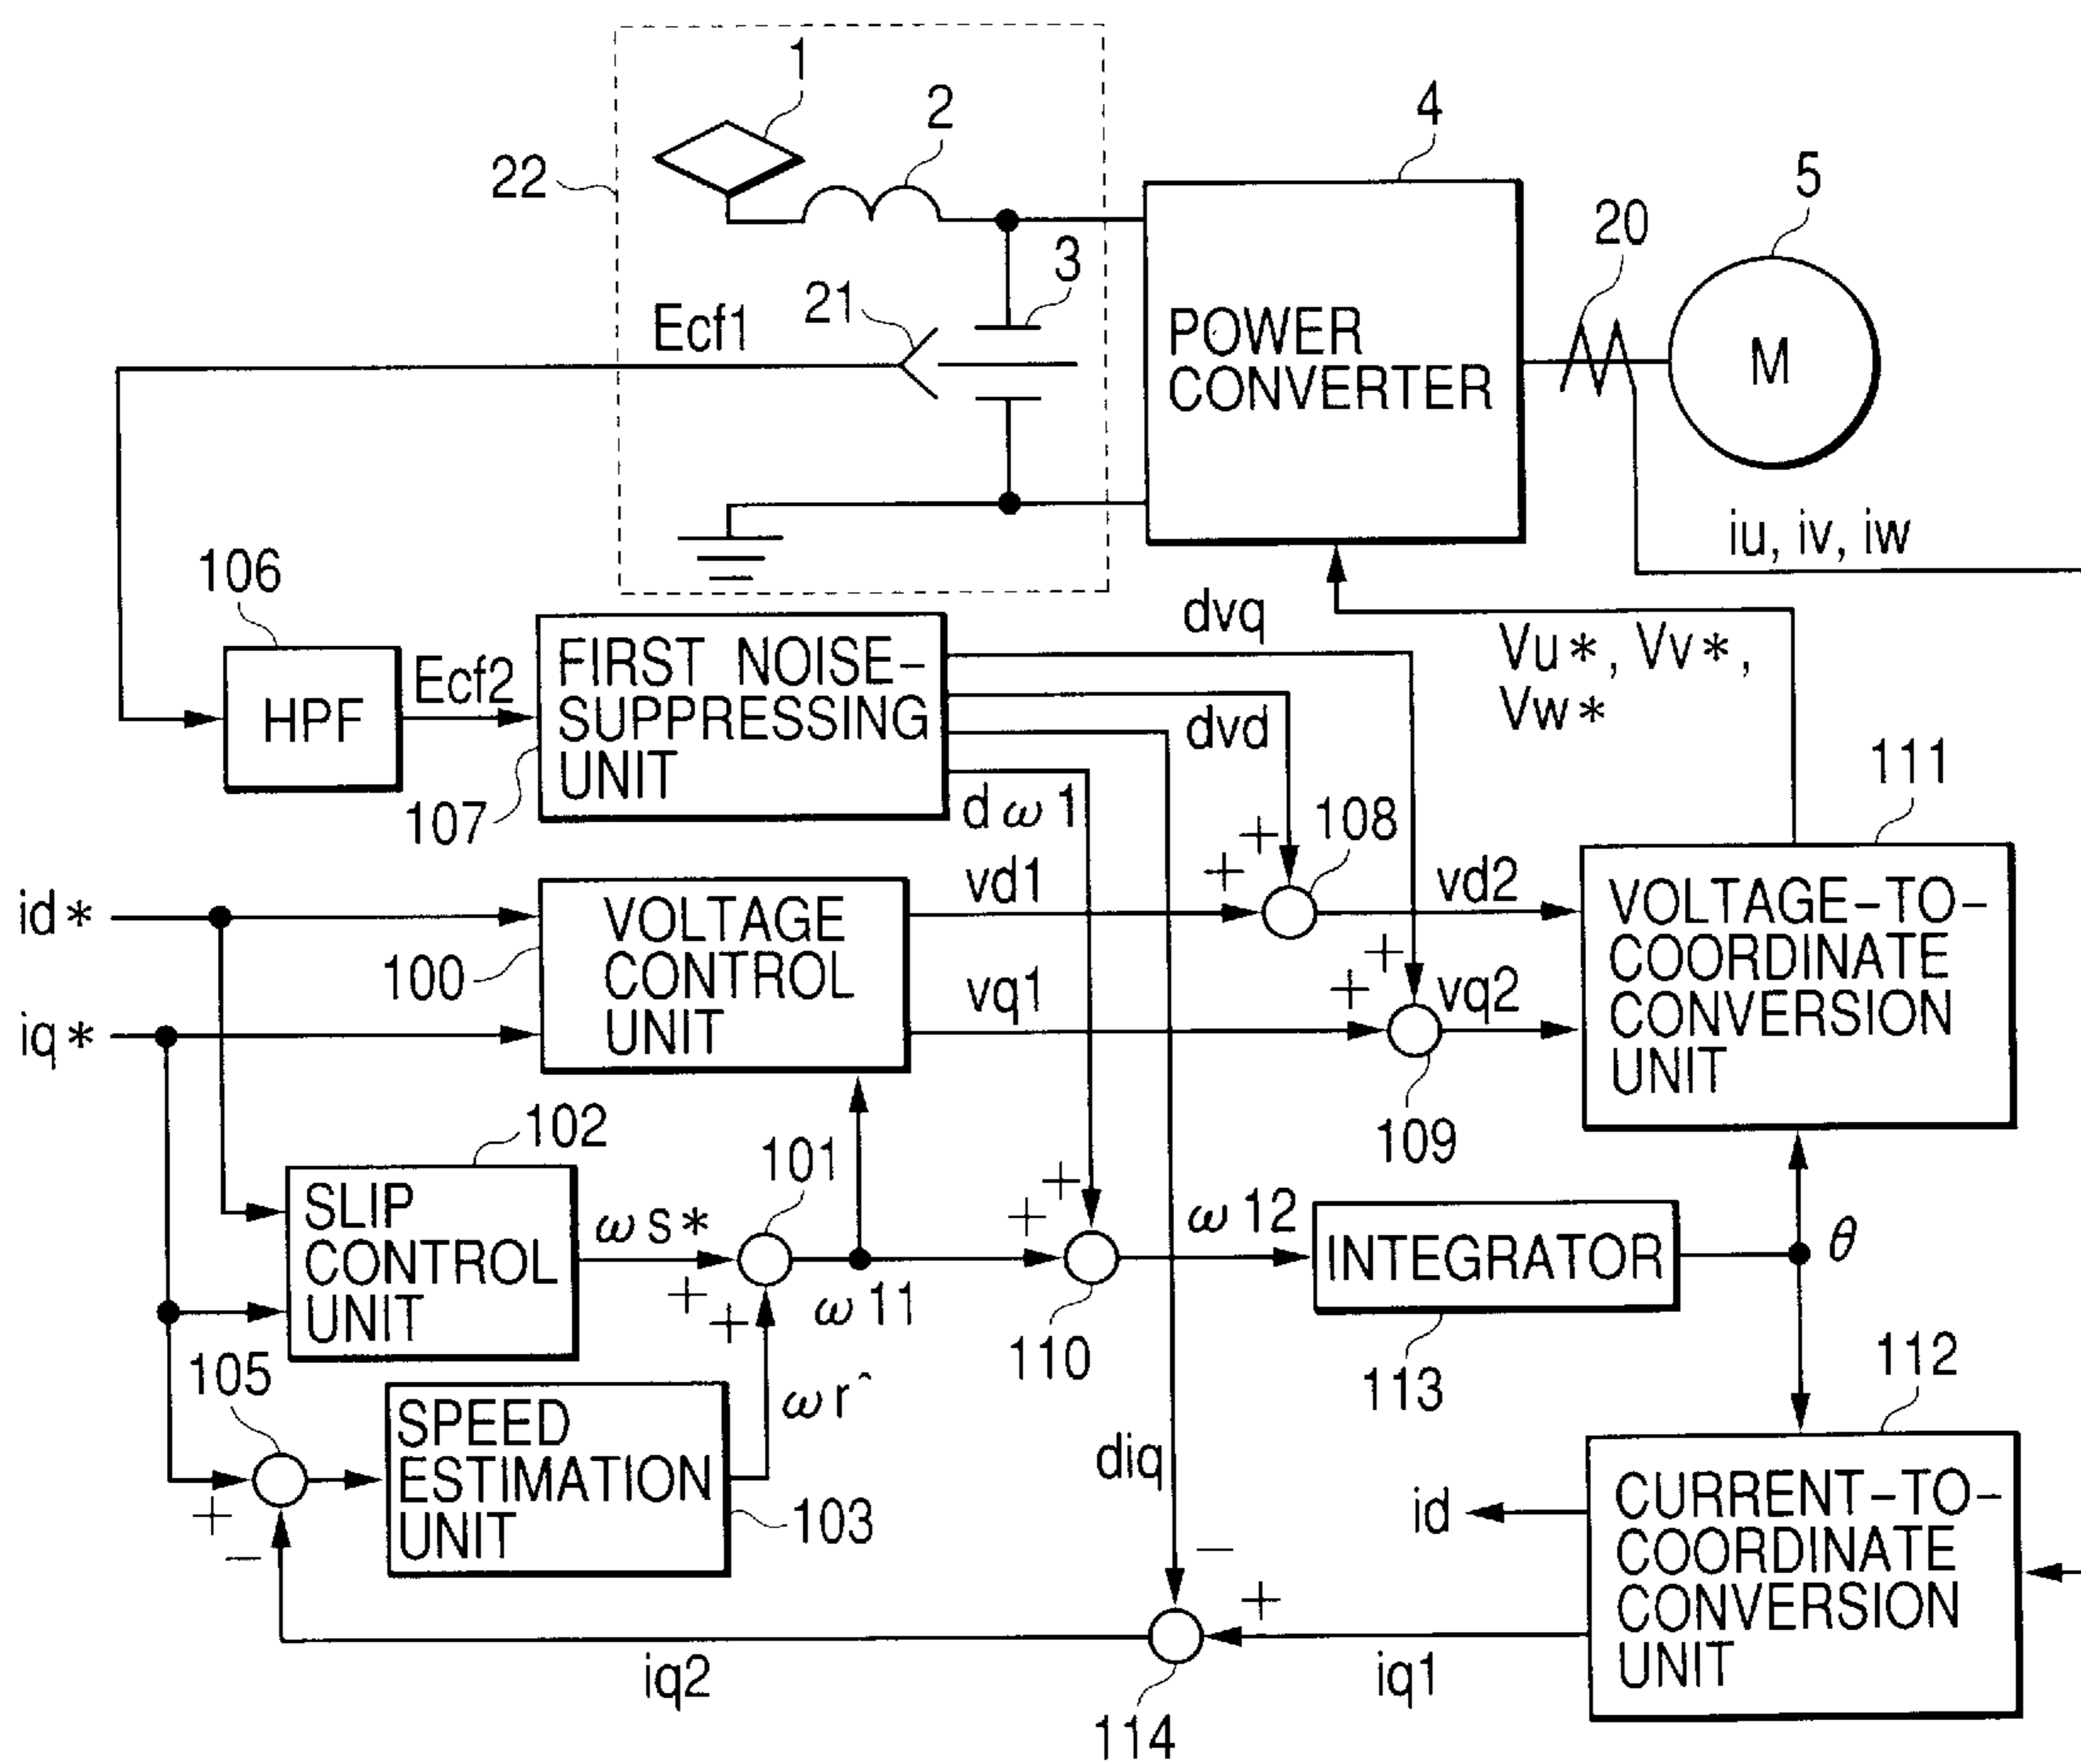 1
2
22
4
5
20
3
21
Ecf1
POWER
CONVERTER
M
iu, iv, iw
106
dvq
Vu*, Vv*,
Vw*
HPF
Ecf2
FIRST NOISE-
SUPPRESSING
UNIT
107
dvd
dω1
108
111
+
+
id*
iq*
100
VOLTAGE
CONTROL
UNIT
vd1
vq1
vd2
+
+
vq2
109
VOLTAGE-TO-
COORDINATE
CONVERSION
UNIT
102
101
SLIP
CONTROL
UNIT
ωs*
+
+
ω11
+
+
110
ω12
INTEGRATOR
113
θ
105
SPEED
ESTIMATION
UNIT
103
ωr^
+
−
diq
−
+
112
CURRENT-TO-
COORDINATE
CONVERSION
UNIT
id
iq2
114
iq1